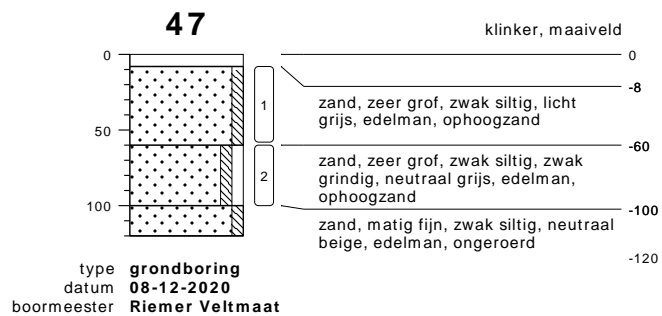 47
klinker, maaiveld
0
0
-8
1
zand, zeer grof, zwak siltig, licht
grijs, edelman, ophoogzand
50
-60
zand, zeer grof, zwak siltig, zwak
2
grindig, neutraal grijs, edelman,
ophoogzand
100
-100
zand, matig fijn, zwak siltig, neutraal
beige, edelman, ongeroerd
-120
type grondboring
datum 08-12-2020
boormeester Riemer Veltmaat